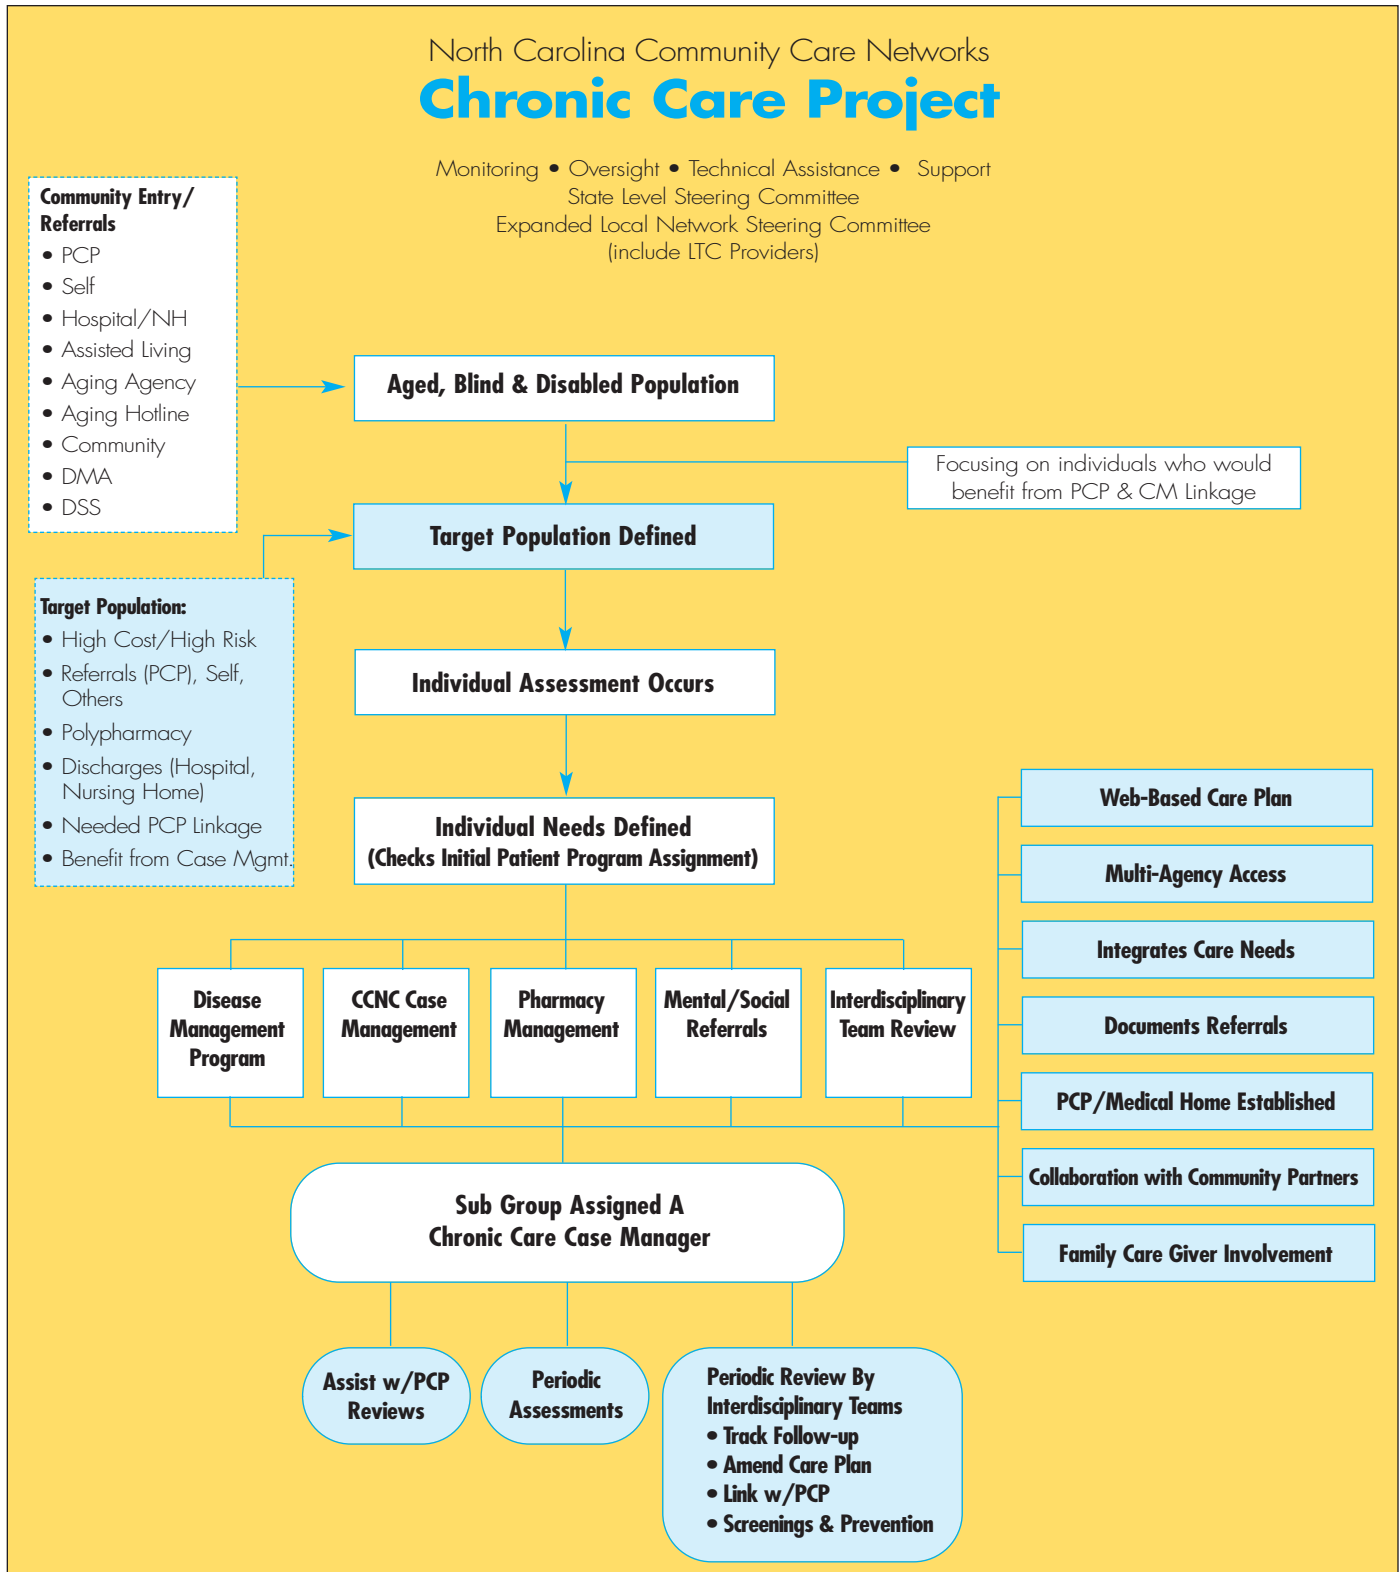 North Carolina Community Care Networks
Chronic Care Project
Monitoring • Oversight • Technical Assistance • Support
State Level Steering Committee
Expanded Local Network Steering Committee
(include LTC Providers)
Community Entry/
Referrals
• PCP
• Self
• Hospital/NH
• Assisted Living
• Aging Agency
• Aging Hotline
• Community
• DMA
• DSS
Aged, Blind & Disabled Population
Focusing on individuals who would
benefit from PCP & CM Linkage
Target Population Defined
Target Population:
• High Cost/High Risk
• Referrals (PCP), Self,
Others
• Polypharmacy
• Discharges (Hospital,
Nursing Home)
• Needed PCP Linkage
• Benefit from Case Mgmt.
Individual Assessment Occurs
Individual Needs Defined
(Checks Initial Patient Program Assignment)
Disease
Management
Program
CCNC Case
Management
Pharmacy
Management
Mental/Social
Referrals
Interdisciplinary
Team Review
Web-Based Care Plan
Multi-Agency Access
Integrates Care Needs
Documents Referrals
PCP/Medical Home Established
Collaboration with Community Partners
Family Care Giver Involvement
Sub Group Assigned A
Chronic Care Case Manager
Assist w/PCP
Reviews
Periodic
Assessments
Periodic Review By
Interdisciplinary Teams
• Track Follow-up
• Amend Care Plan
• Link w/PCP
• Screenings & Prevention